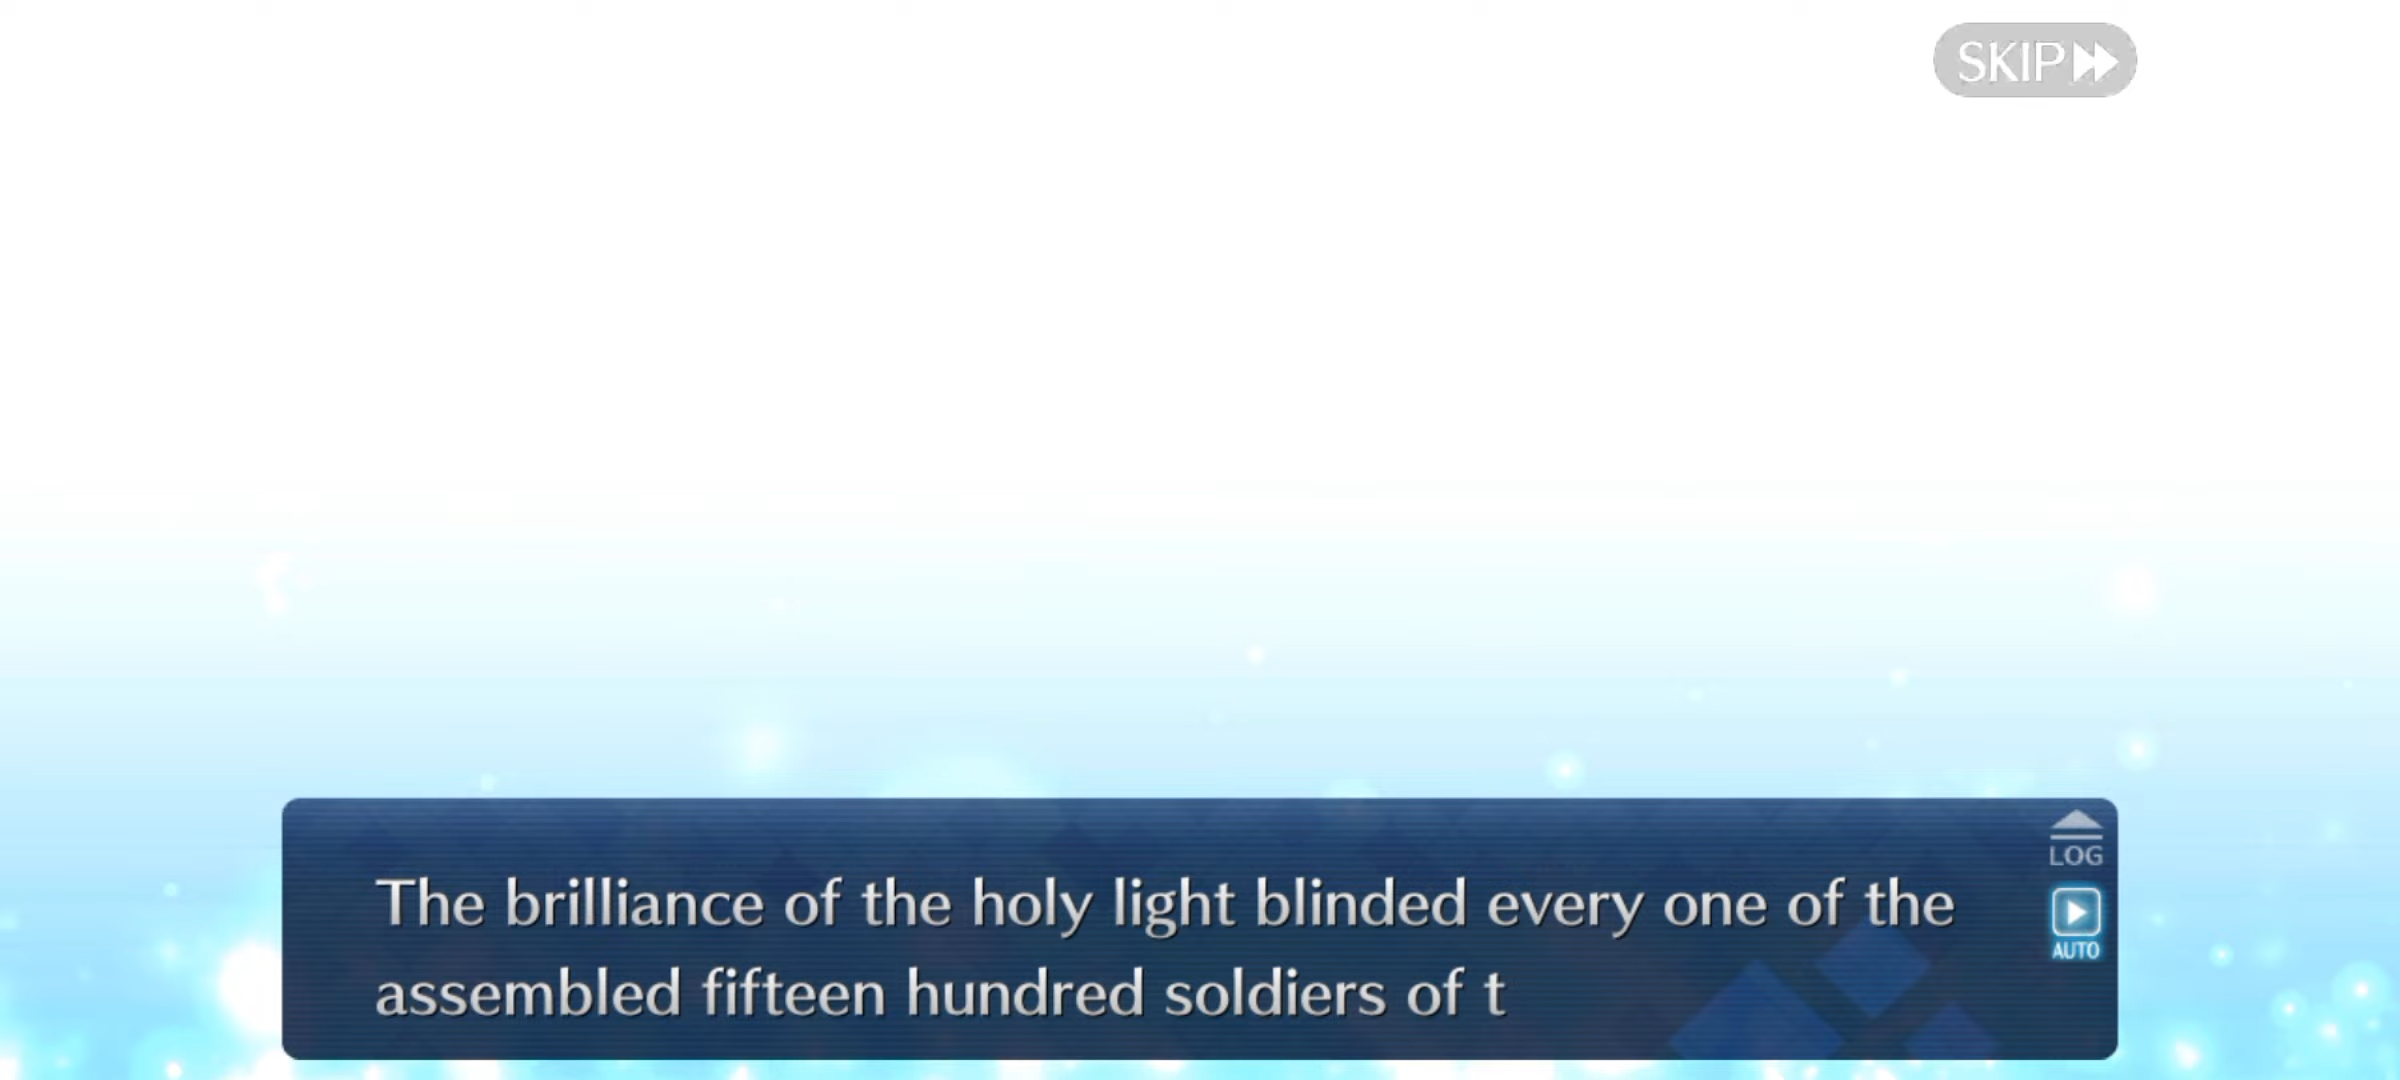 SKIP
LOG
The brilliance of the holy light blinded every one of the
AUTO
assembled fifteen hundred soldiers of t